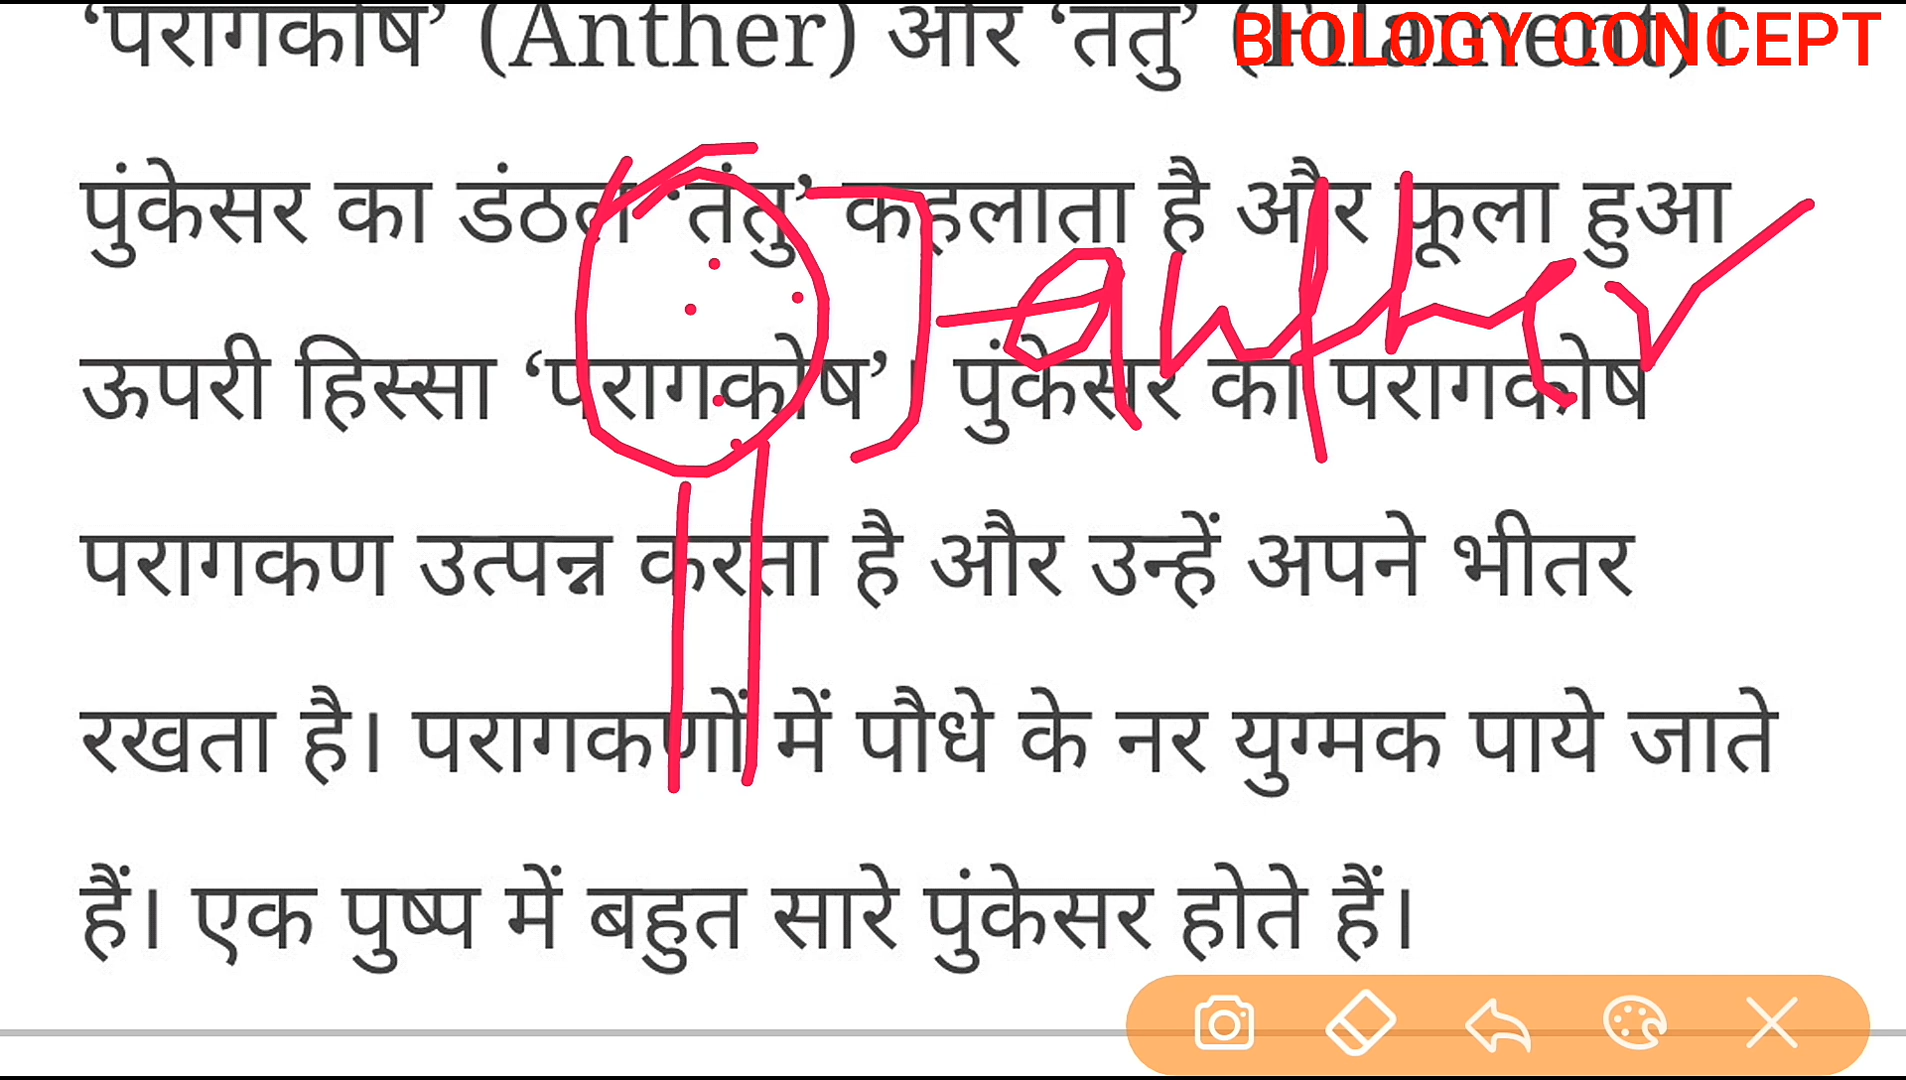 ‘परागकोष’ (Anther) और ‘तंतु’ (Filament)।
BIOLOGY CONCEPT
पुंकेसर का डंठल ‘तंतु’ कहलाता है और फूला हुआ
anther
ऊपरी हिस्सा ‘परागकोष’। पुंकेसर का परागकोष
परागकण उत्पन्न करता है और उन्हें अपने भीतर
रखता है। परागकणों में पौधे के नर युग्मक पाये जाते
हैं। एक पुष्प में बहुत सारे पुंकेसर होते हैं।